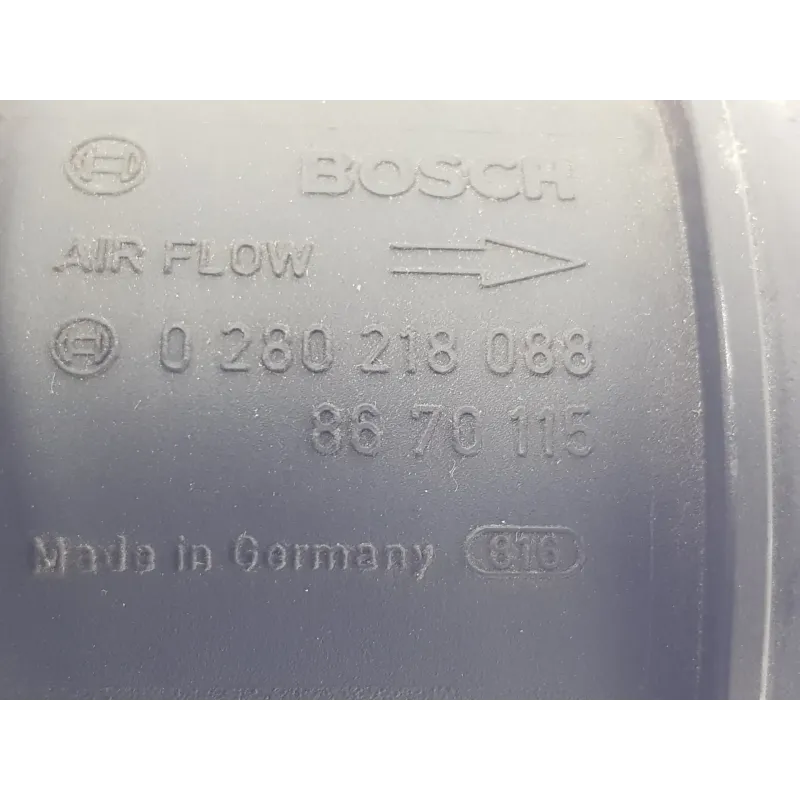 BOSCH
AIR FLOW
0 280 218 088
86 70 115
Made in Germany 816